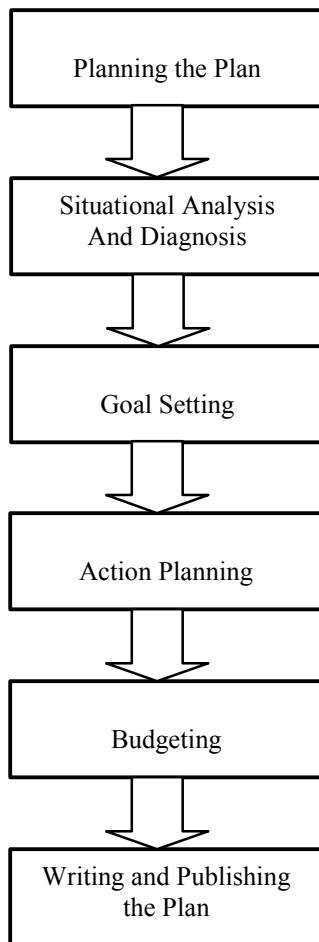 Planning the Plan
Situational Analysis
And Diagnosis
Goal Setting
Action Planning
Budgeting
Writing and Publishing
the Plan